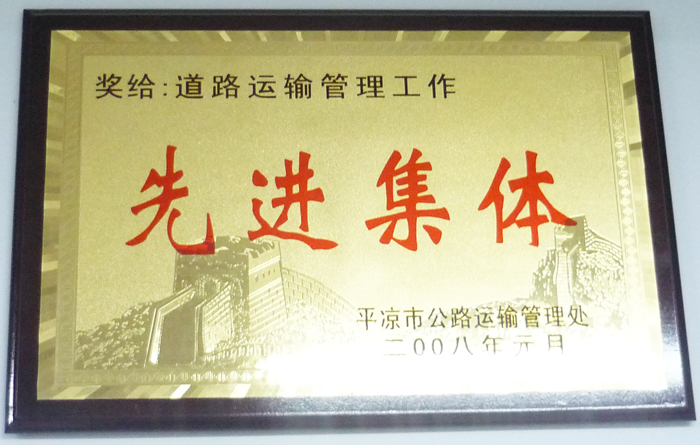 奖给:道路运输管理工作
先进集体
平凉市公路运输管理处
二00八年元月